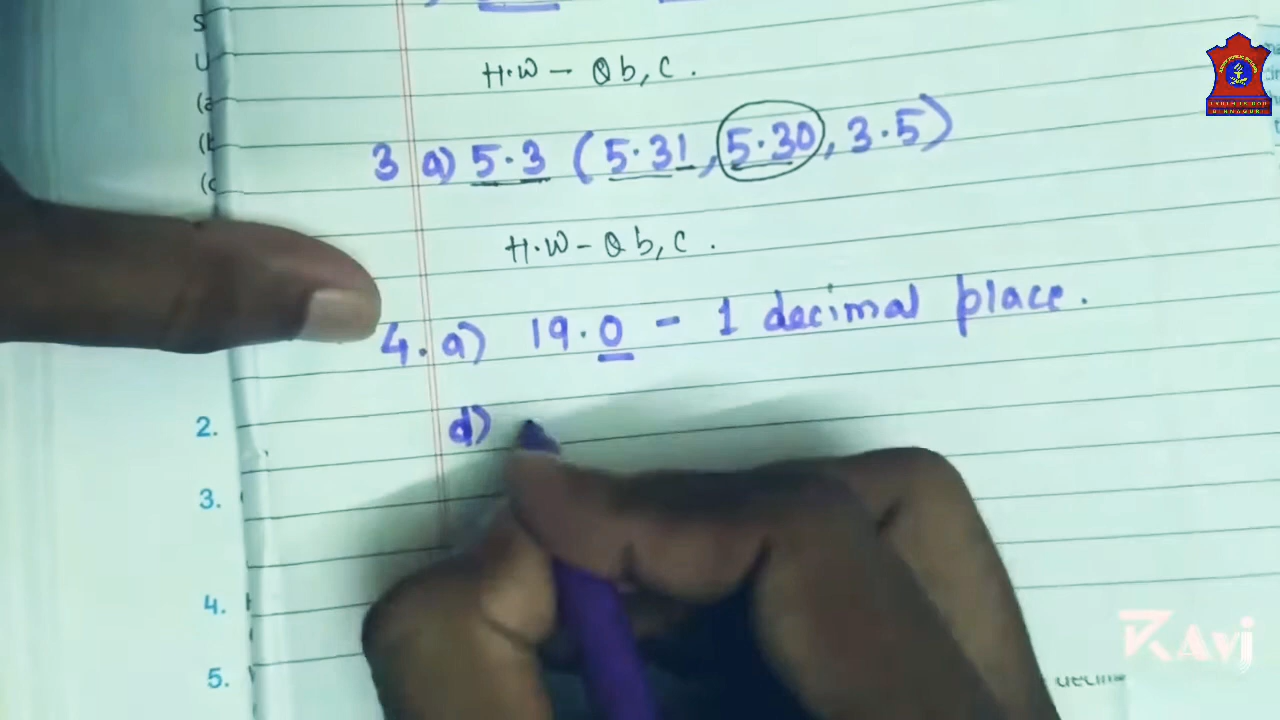 H.W - Q b, c.
3 a) 5.3 (5.31, 5.30, 3.5)
H.W - Q b, c.
4. a) 19.0 - 1 decimal place.
d)
2.
3.
4.
5.
RAvi